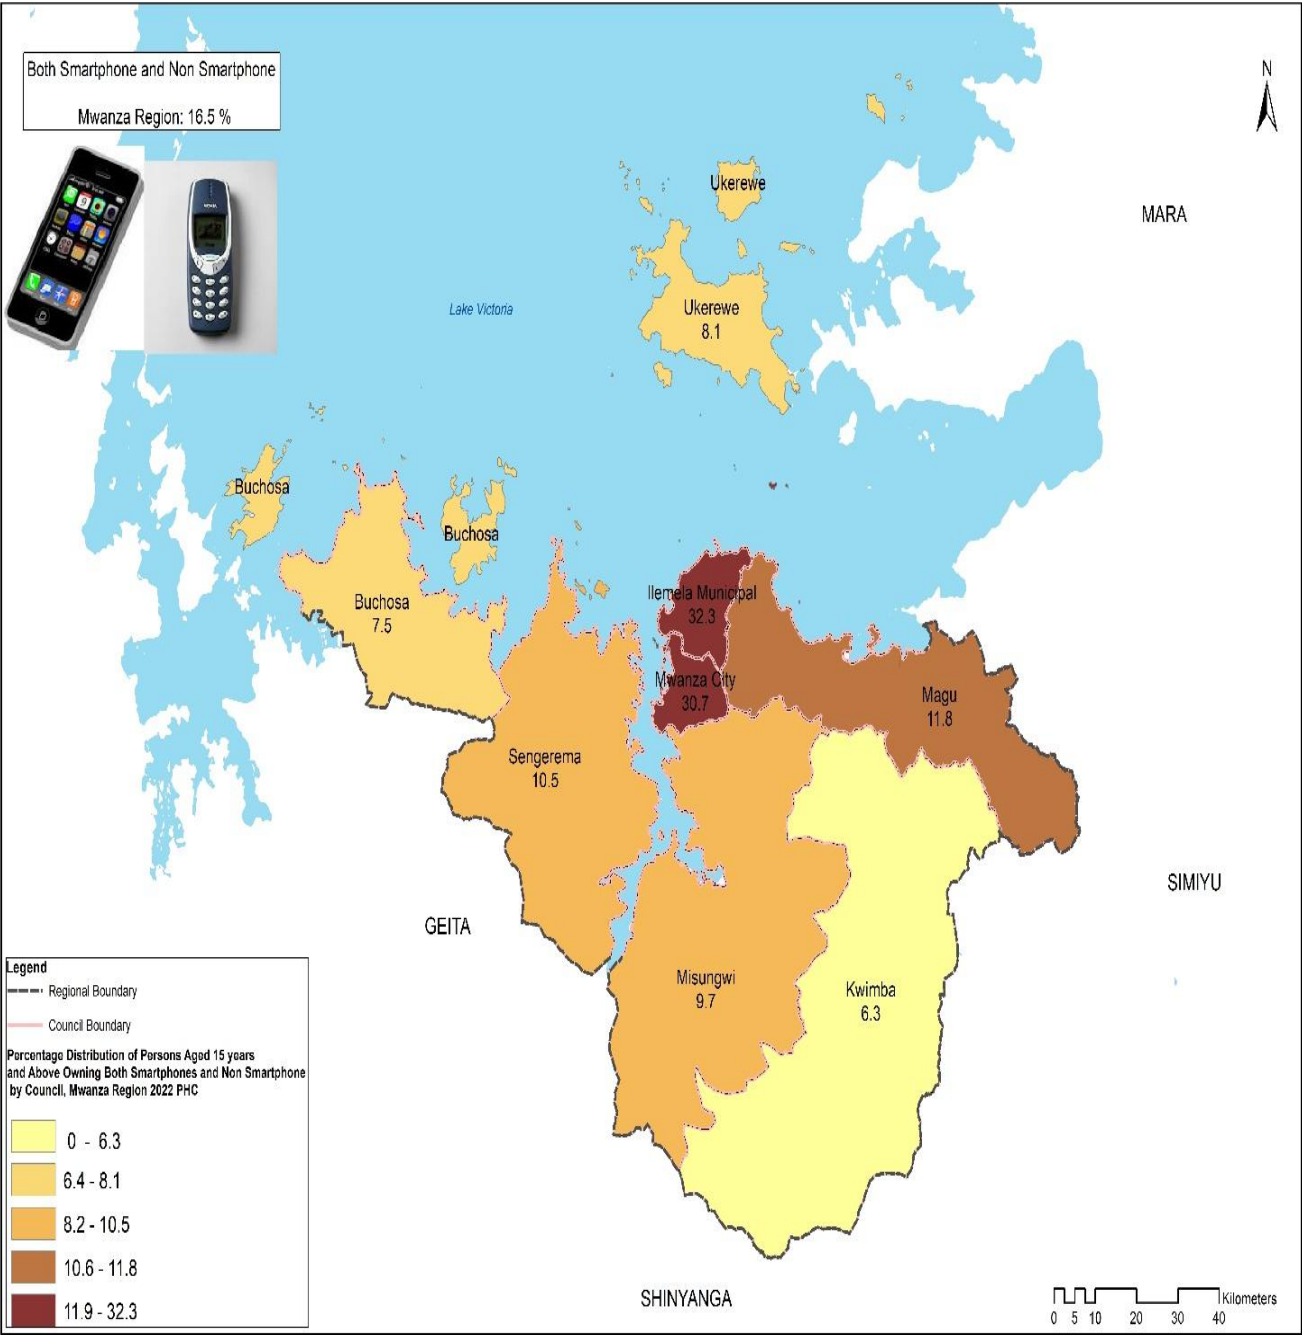 Both Smartphone and Non Smartphone
Mwanza Region: 16.5 %
N
NOKIA
MARA
Ukerewe
Ukerewe
8.1
Lake Victoria
Buchosa
Buchosa
Buchosa
7.5
Ilemela Municipal
32.3
Mwanza City
30.7
Magu
11.8
Sengerema
10.5
SIMIYU
GEITA
Misungwi
9.7
Kwimba
6.3
Legend
Regional Boundary
Council Boundary
Percentage Distribution of Persons Aged 15 years
and Above Owning Both Smartphones and Non Smartphone
by Council, Mwanza Region 2022 PHC
0 - 6.3
6.4 - 8.1
8.2 - 10.5
10.6 - 11.8
11.9 - 32.3
SHINYANGA
Kilometers
0 5 10 20 30 40